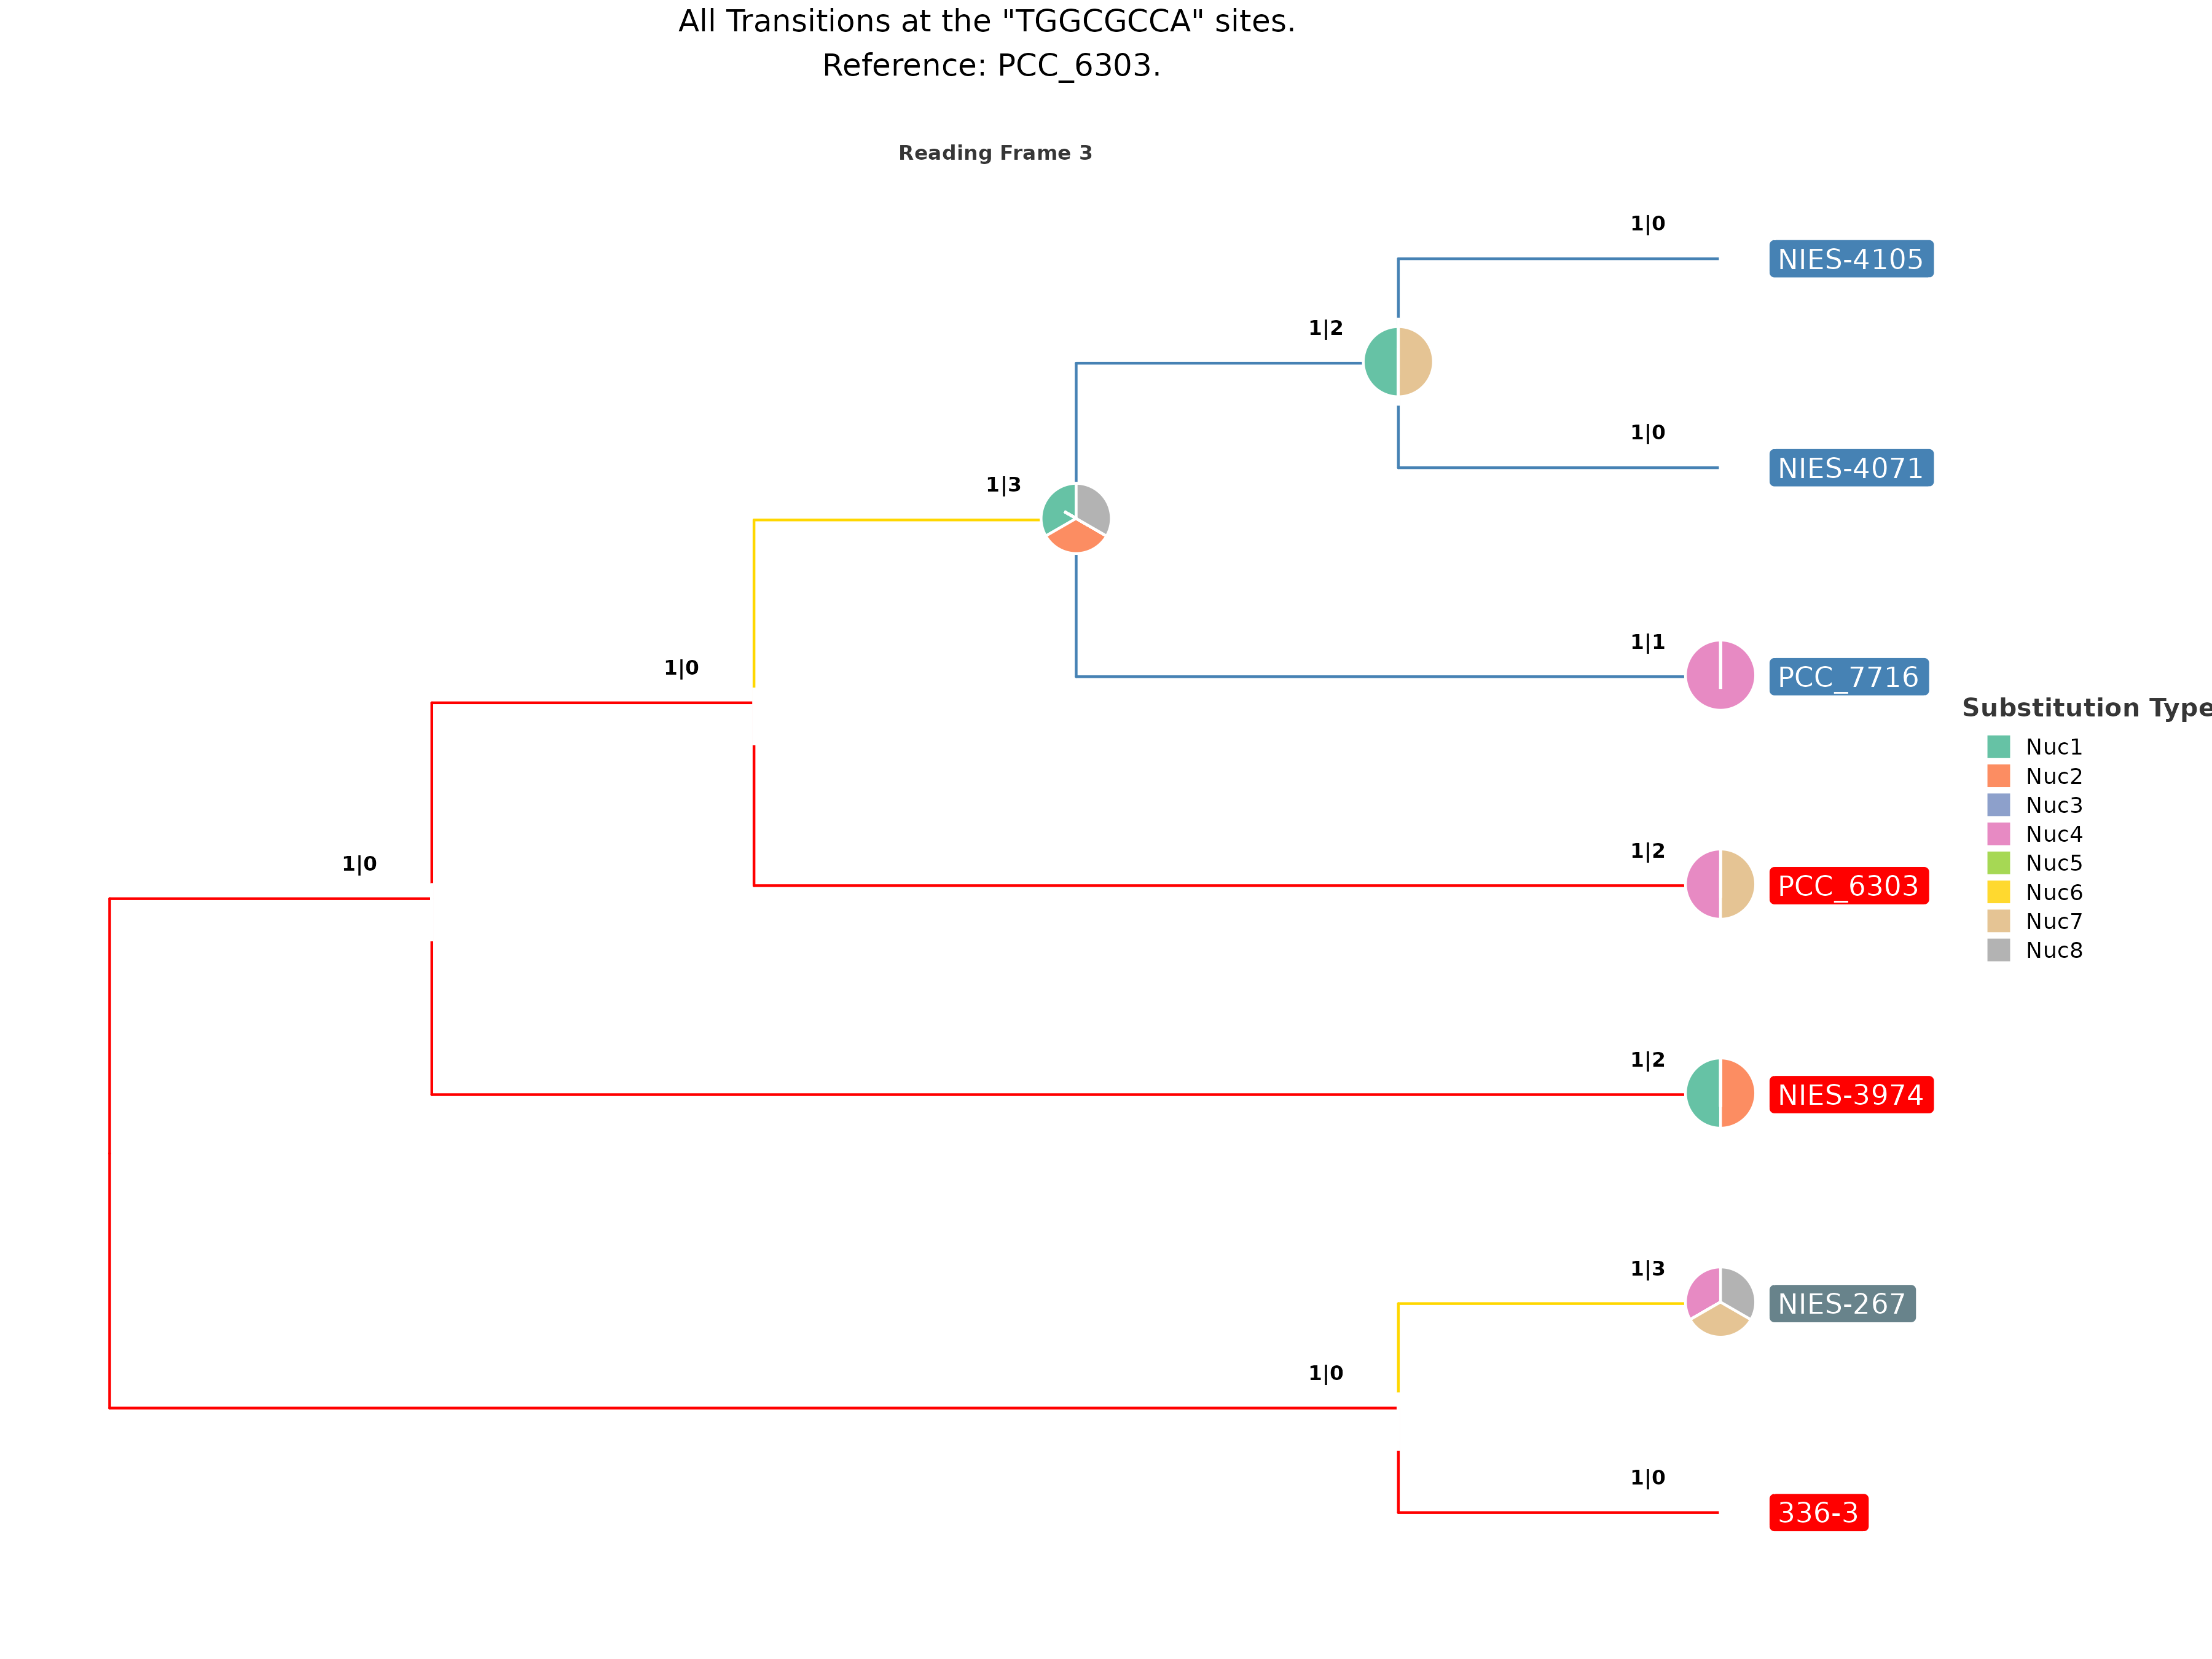 All Transitions at the "TGGCGCCA" sites.
Reference: PCC_6303.
Reading Frame 3
1|0
NIES-4105
1|2
1|0
NIES-4071
1|3
1|1
PCC_7716
1|0
Substitution Type
Nuc1
Nuc2
Nuc3
Nuc4
Nuc5
Nuc6
Nuc7
Nuc8
1|2
PCC_6303
1|0
1|2
NIES-3974
1|3
NIES-267
1|0
1|0
336-3